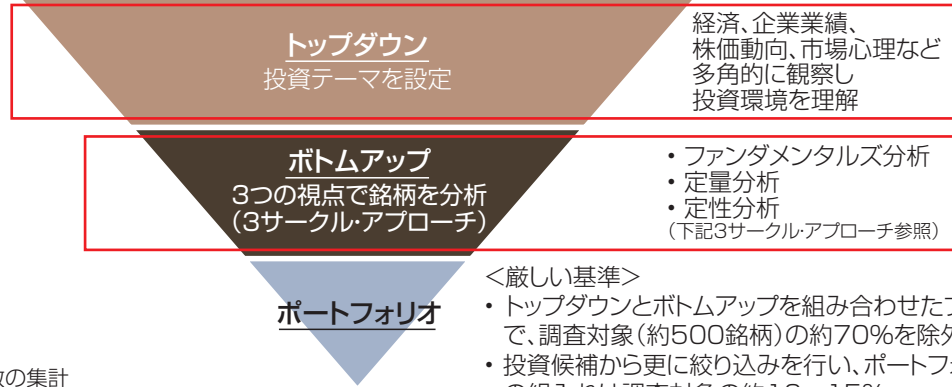 トップダウン
投資テーマを設定
経済、企業業績、
株価動向、市場心理など
多角的に観察し
投資環境を理解
ボトムアップ
3つの視点で銘柄を分析
（3サークル・アプローチ）
・ファンダメンタルズ分析
・定量分析
・定性分析
（下記3サークル・アプローチ参照）
ポートフォリオ
＜厳しい基準＞
・トップダウンとボトムアップを組み合わせた
で、調査対象（約500銘柄）の約70%を除外
・投資候補から更に絞り込みを行い、ポートフォ
の集計